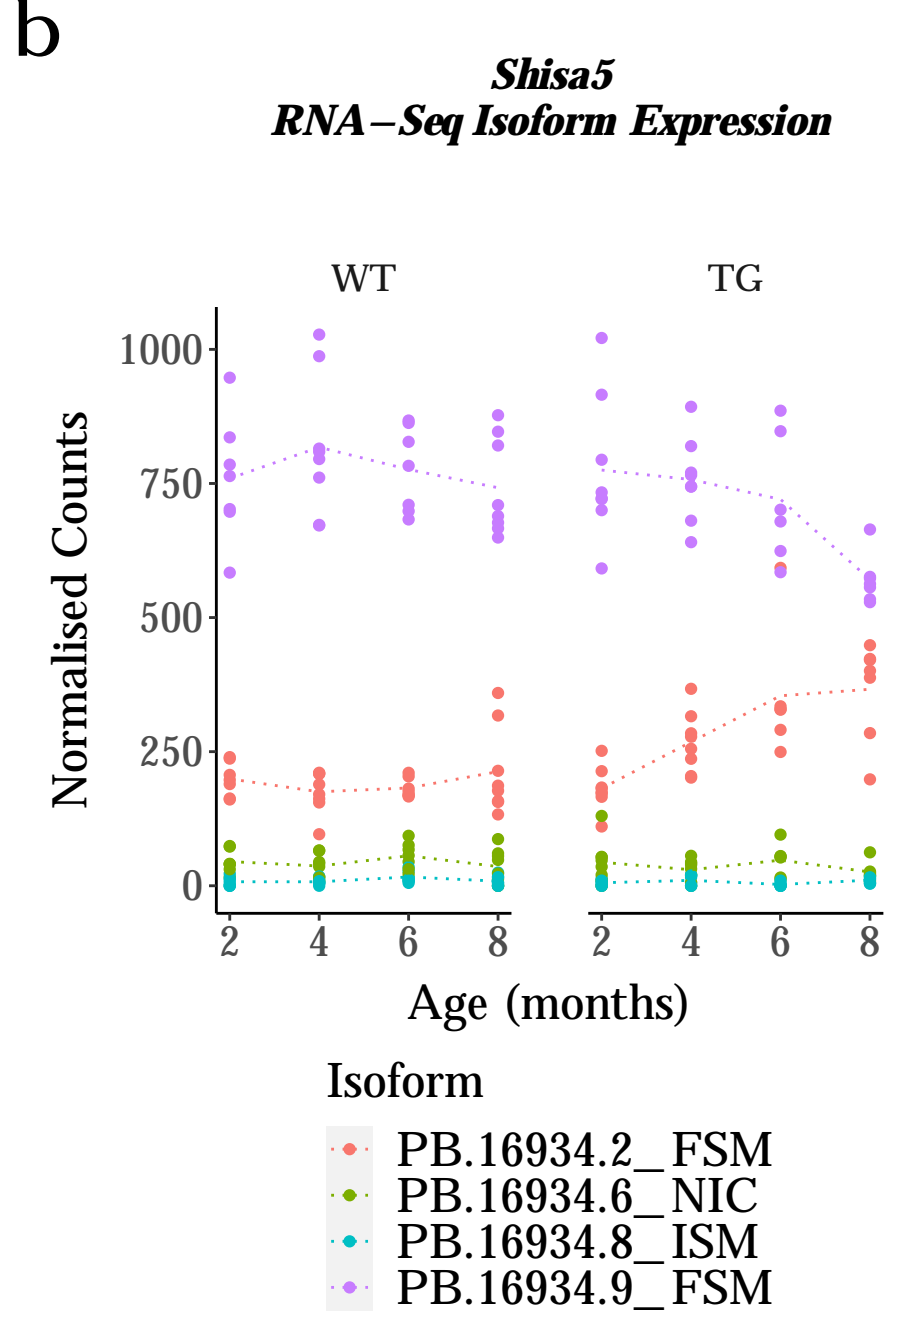 b
Shisa5
RNA−Seq Isoform Expression
WT TG
1000
750
500
250
0
Normalised Counts
2 4 6 8 2 4 6 8
Age (months)
Isoform
PB.16934.2_FSM
PB.16934.6_NIC
PB.16934.8_ISM
PB.16934.9_FSM